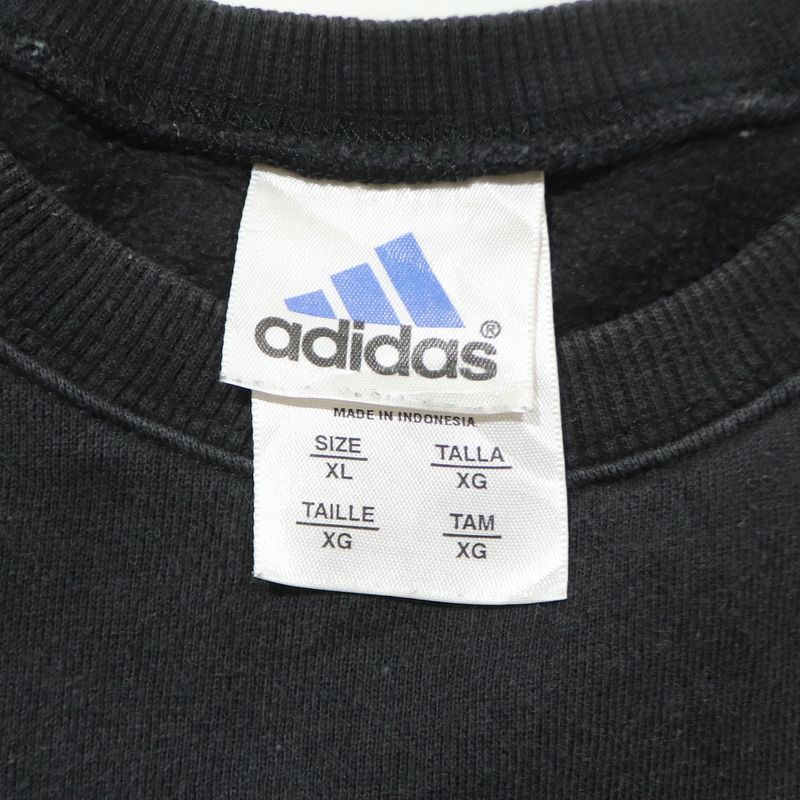 adidas®
MADE IN INDONESIA
SIZE TALLA
XL XG
TAILLE TAM
XG XG